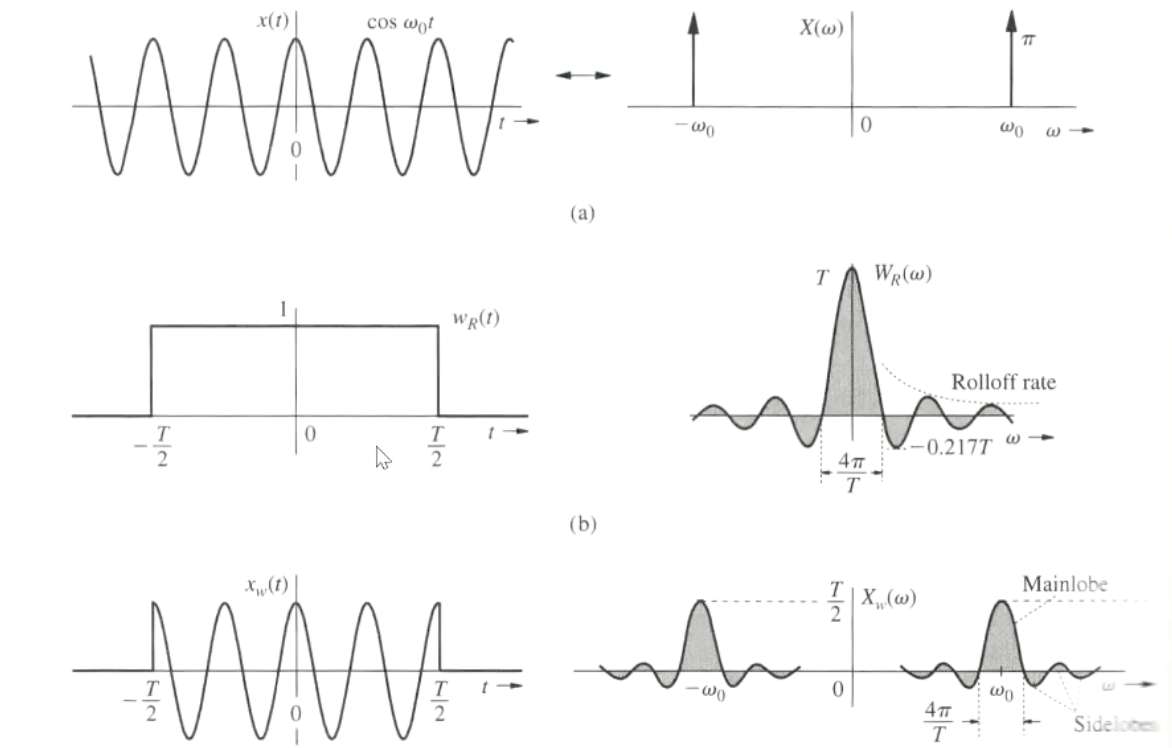 x(t) cos ω₀t X(ω) π
t 0 −ω₀ 0 ω₀ ω
(a)
T W_R(ω)
1 w_R(t)
Rolloff rate
−T/2 0 T/2 t
4π/T −0.217T ω
(b)
x_w(t) T/2 X_w(ω) Mainlobe
−T/2 0 T/2 t
−ω₀ 0 ω₀ ω
4π/T Sidelobes